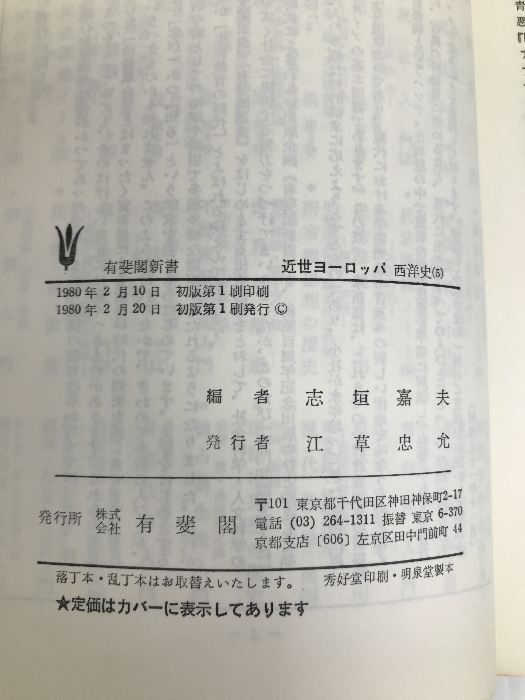 有斐閣新書 近世ヨーロッパ 西洋史(5)
1980年2月10日 初版第1刷印刷
1980年2月20日 初版第1刷発行 ©
編者 志垣嘉夫
発行者 江草忠允
発行所 株式会社 有斐閣
〒101 東京都千代田区神田神保町2-17
電話 (03) 264-1311 振替 東京 6-370
京都支店〔606〕左京区田中門前町 44
落丁本・乱丁本はお取替えいたします。 秀好堂印刷・明泉堂製本
★定価はカバーに表示してあります